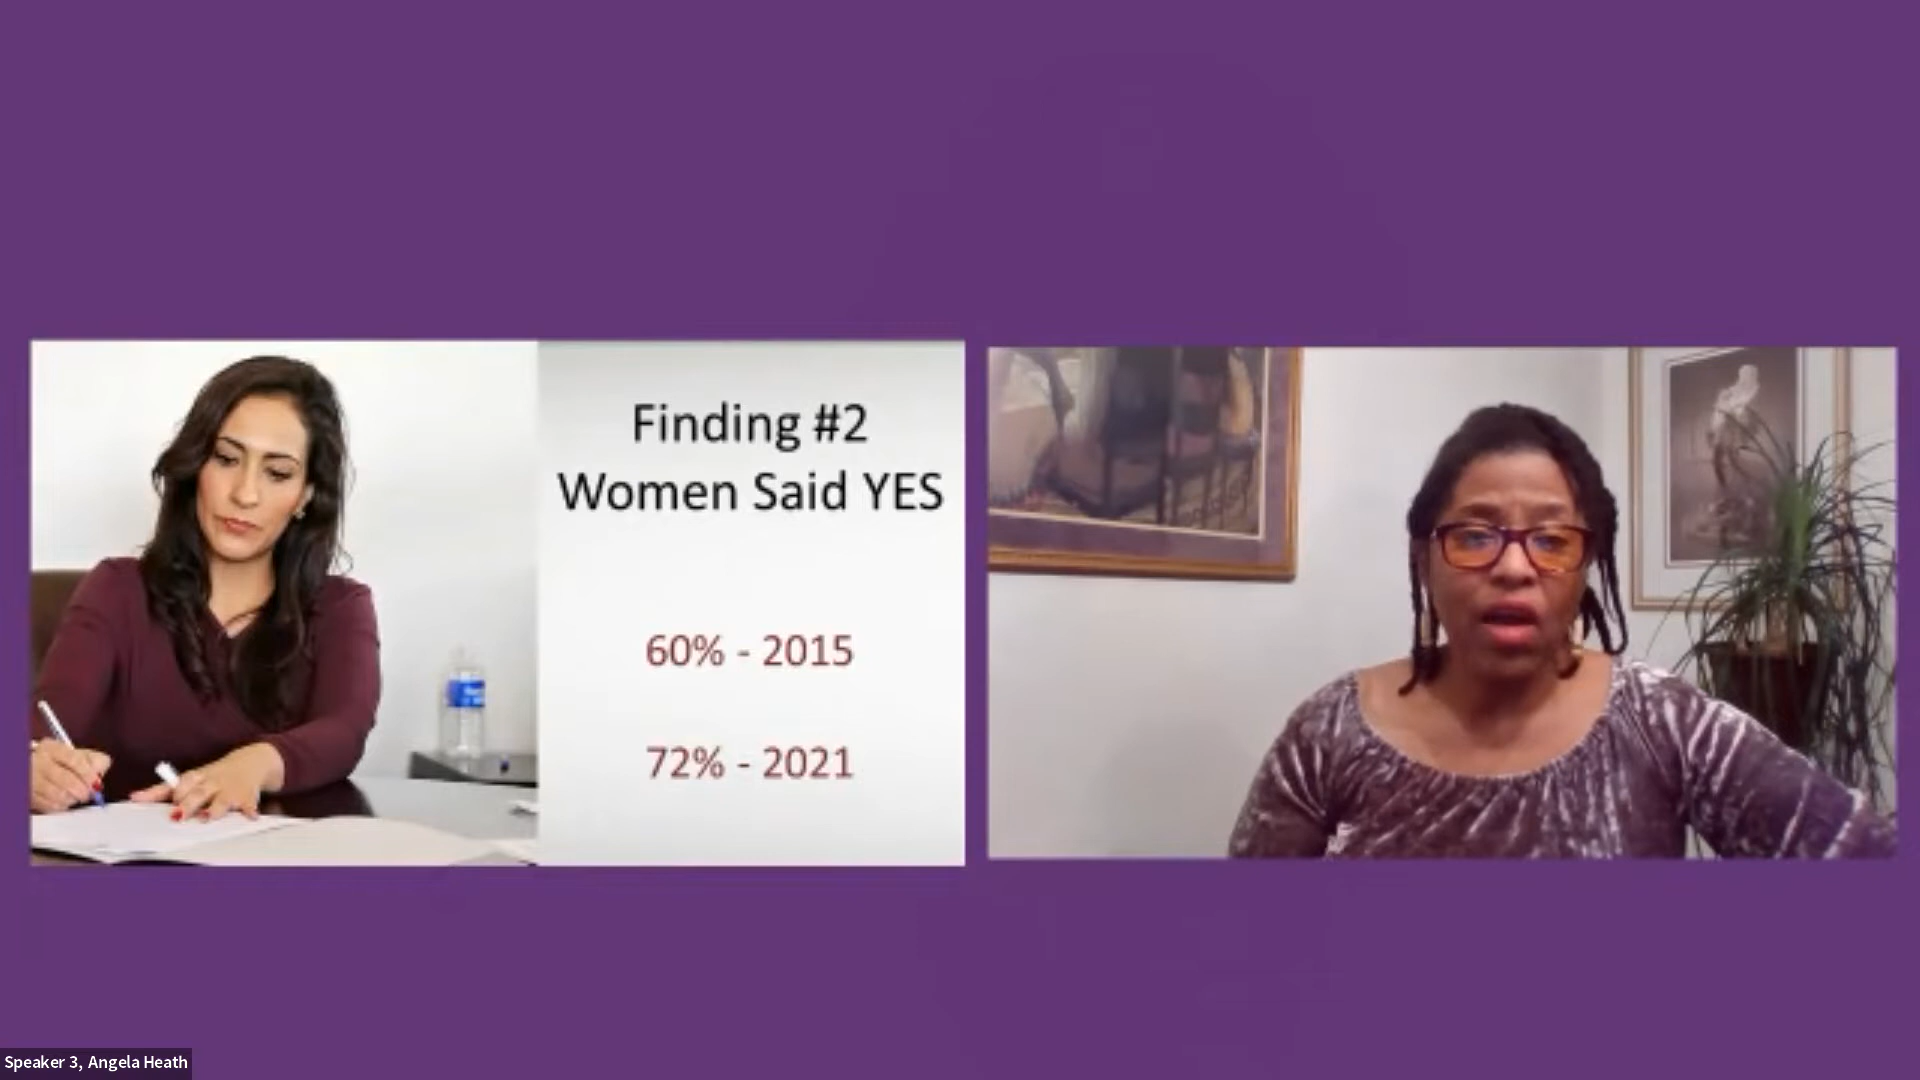 Finding #2
Women Said YES
60% - 2015
72% - 2021
Speaker 3, Angela Heath